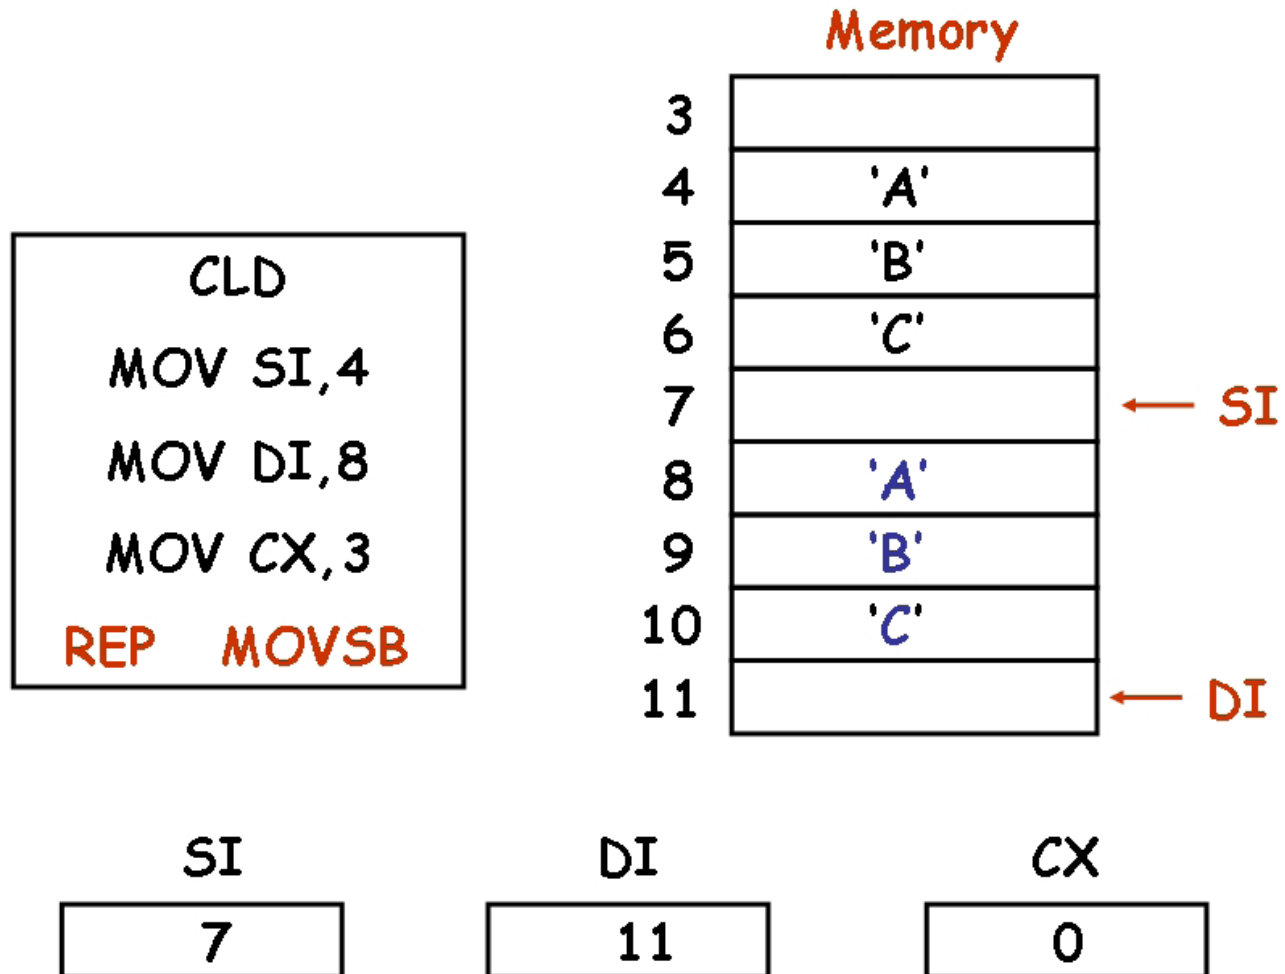 Memory
3
4 'A'
5 'B'
6 'C'
7 SI
8 'A'
9 'B'
10 'C'
11 DI
CLD
MOV SI,4
MOV DI,8
MOV CX,3
REP MOVSB
SI DI CX
7 11 0